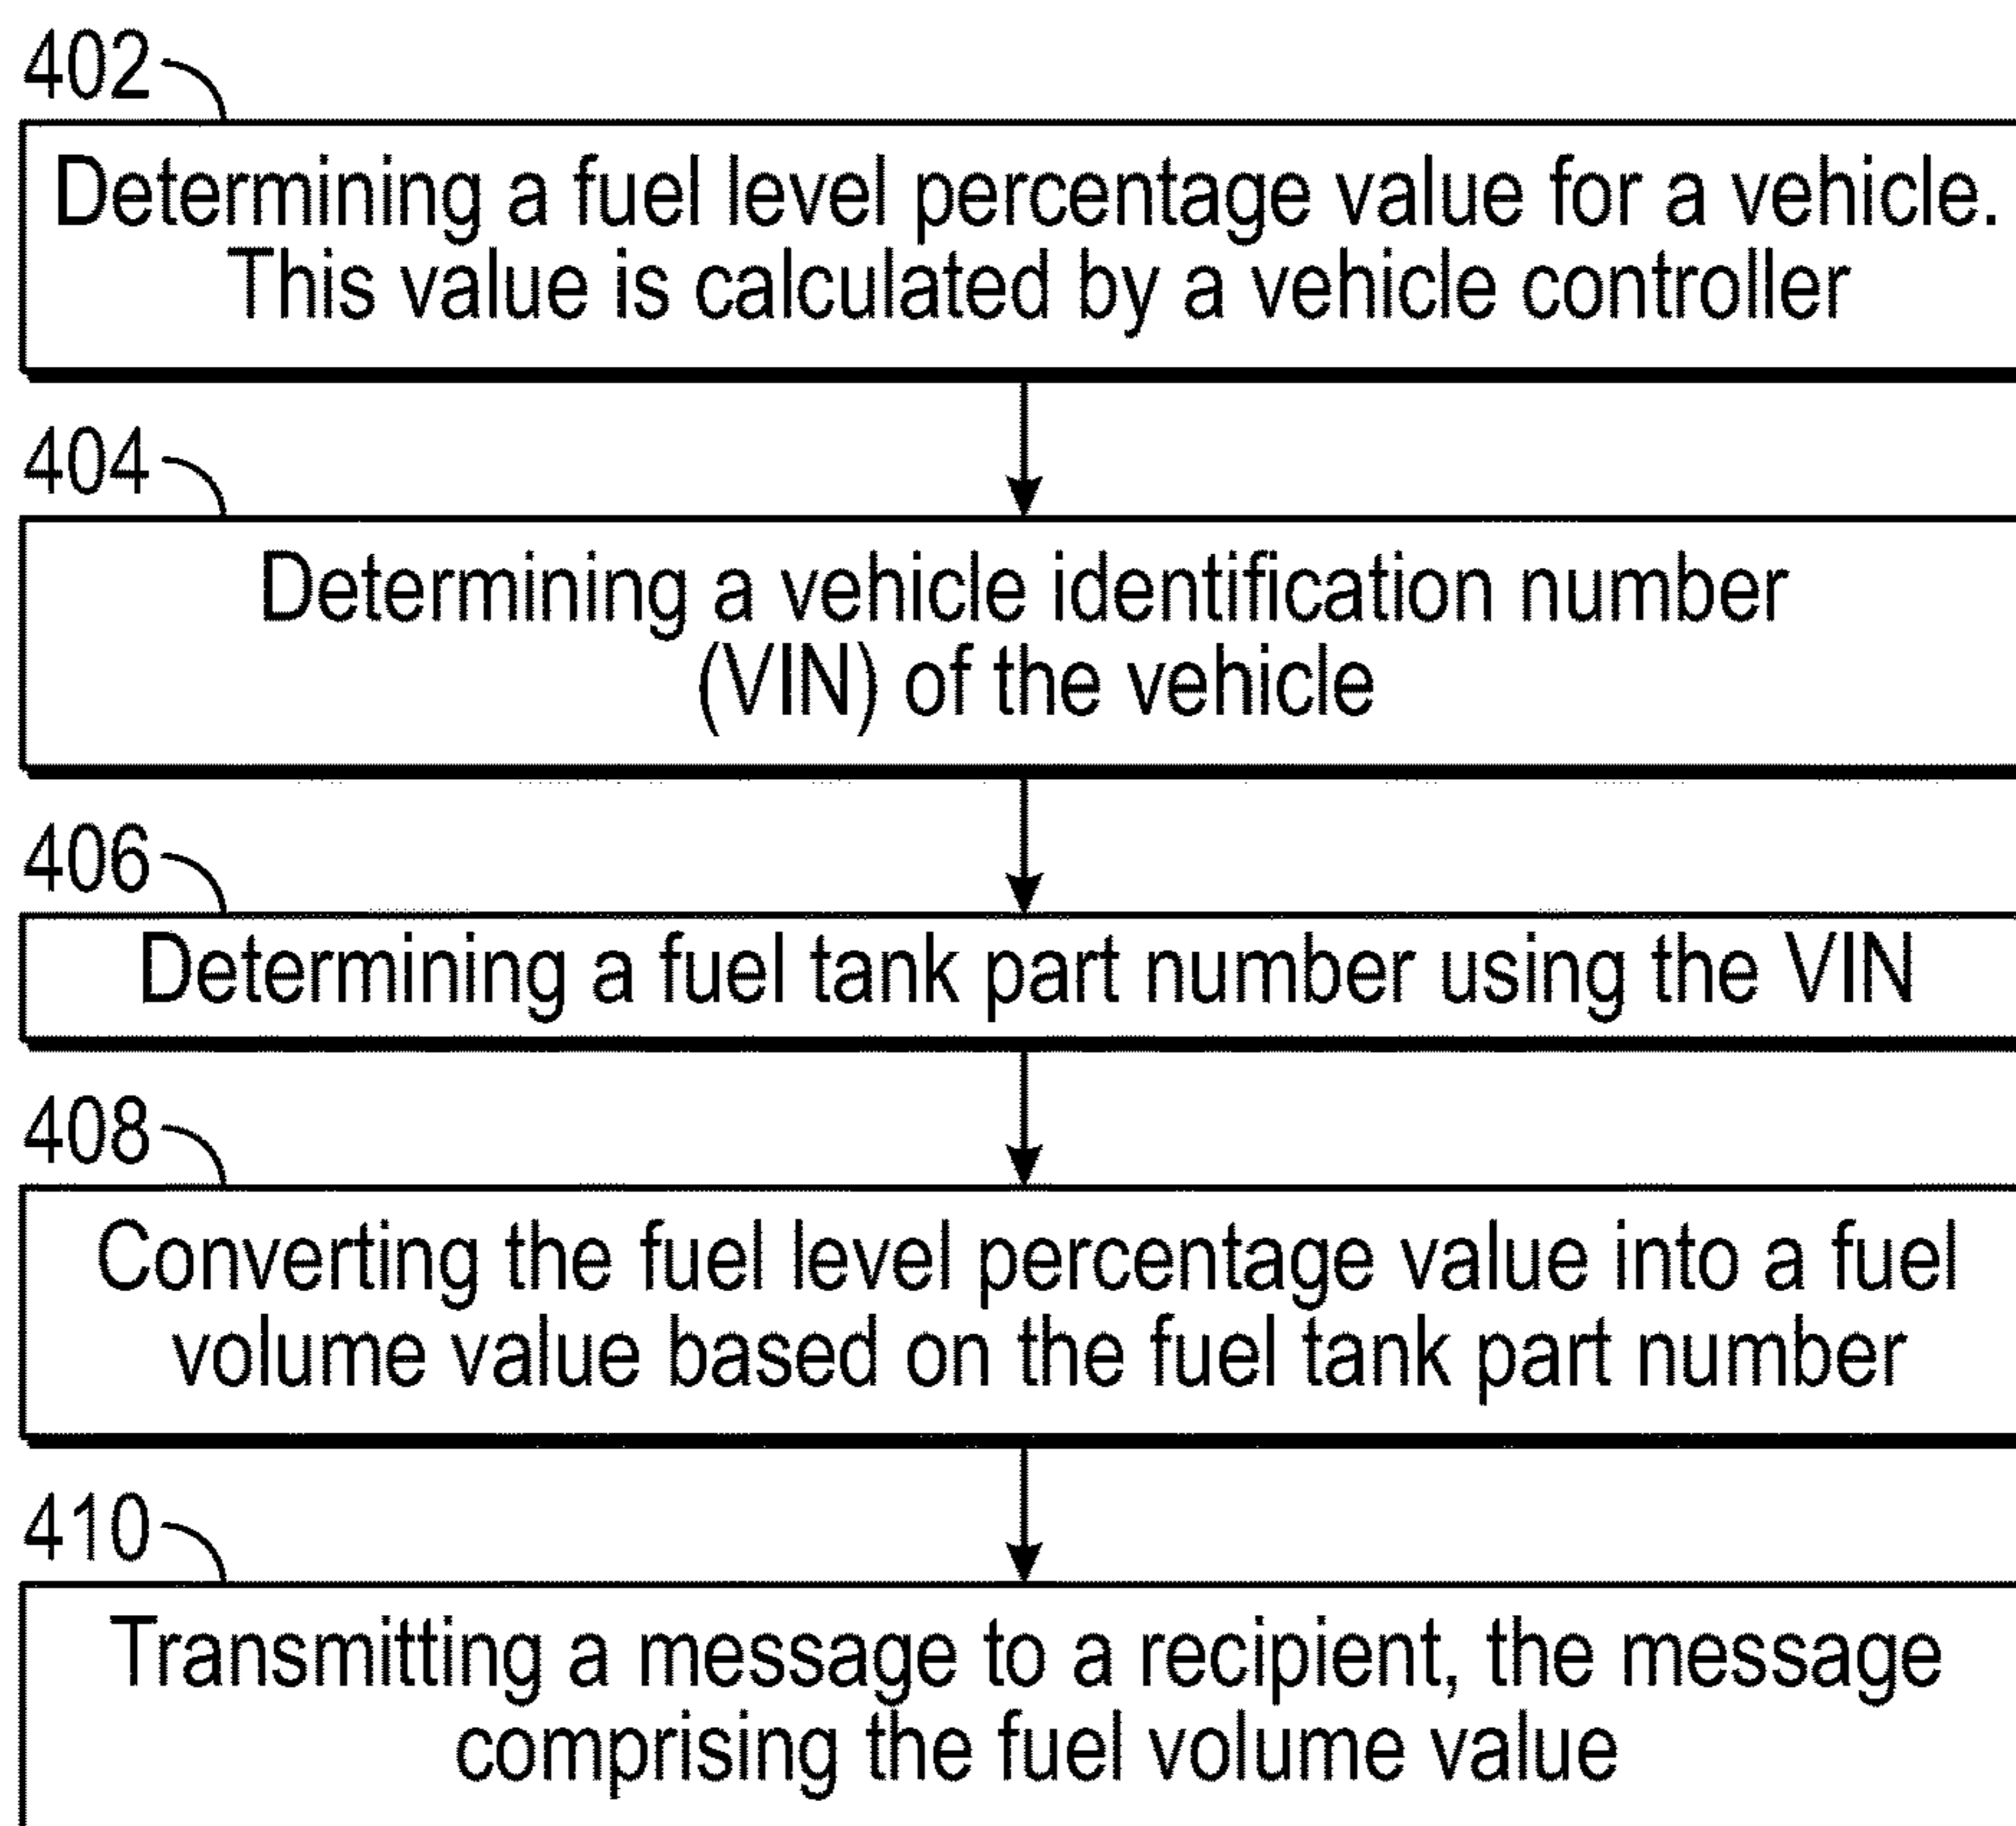 402
Determining a fuel level percentage value for a vehicle.
This value is calculated by a vehicle controller
404
Determining a vehicle identification number
(VIN) of the vehicle
406
Determining a fuel tank part number using the VIN
408
Converting the fuel level percentage value into a fuel
volume value based on the fuel tank part number
410
Transmitting a message to a recipient, the message
comprising the fuel volume value